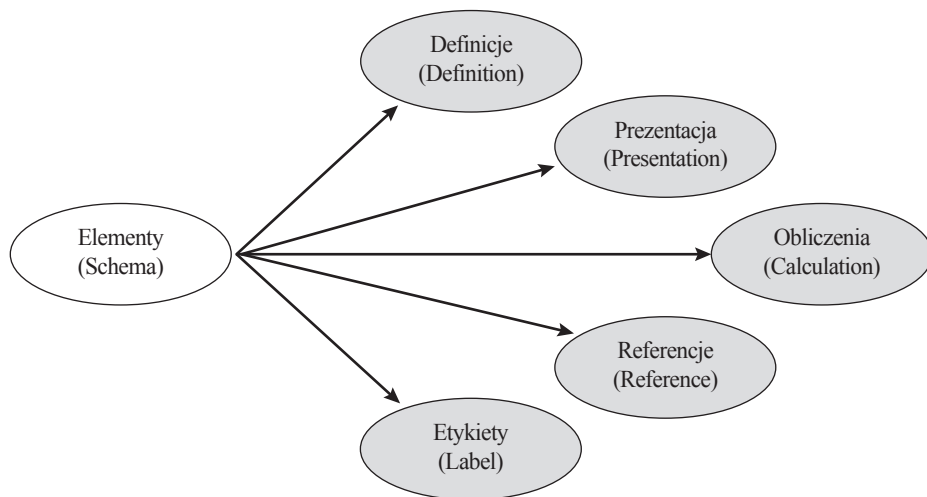 Definicje
(Definition)
Prezentacja
(Presentation)
Elementy
(Schema)
Obliczenia
(Calculation)
Referencje
(Reference)
Etykiety
(Label)